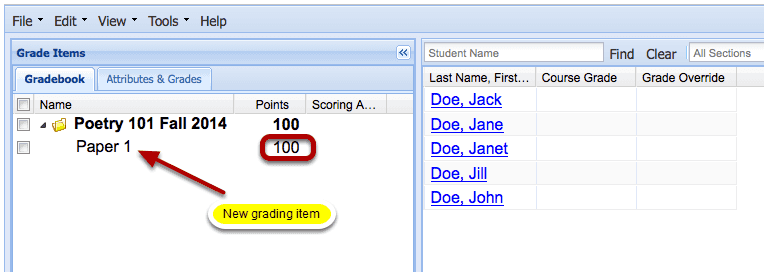 File Edit View Tools Help
Grade Items
Gradebook Attributes & Grades
Name Points Scoring A...
Poetry 101 Fall 2014 100
Paper 1 100
New grading item
Student Name Find Clear All Sections
Last Name, First... Course Grade Grade Override
Doe, Jack
Doe, Jane
Doe, Janet
Doe, Jill
Doe, John